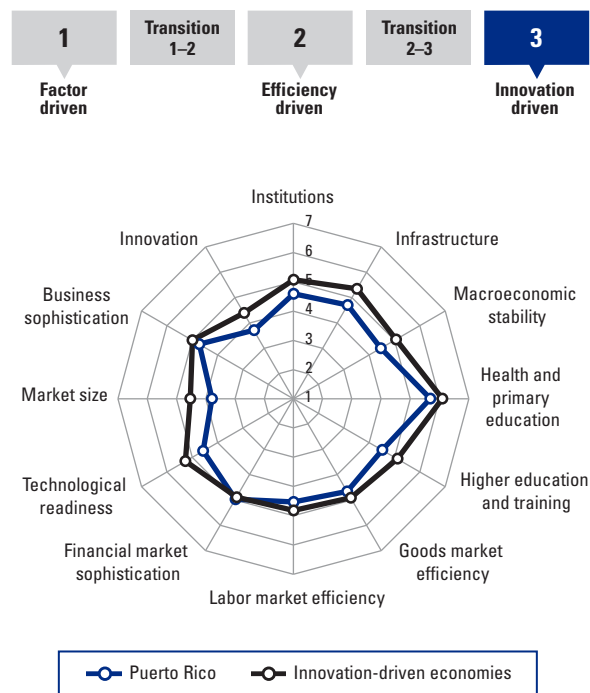 1
Transition
1–2
2
Transition
2–3
3
Factor
driven
Efficiency
driven
Innovation
driven
Institutions
Infrastructure
Macroeconomic
stability
Health and
primary
education
Higher education
and training
Goods market
efficiency
Labor market efficiency
Financial market
sophistication
Technological
readiness
Market size
Business
sophistication
Innovation
7
6
5
4
3
2
1
Puerto Rico
Innovation-driven economies